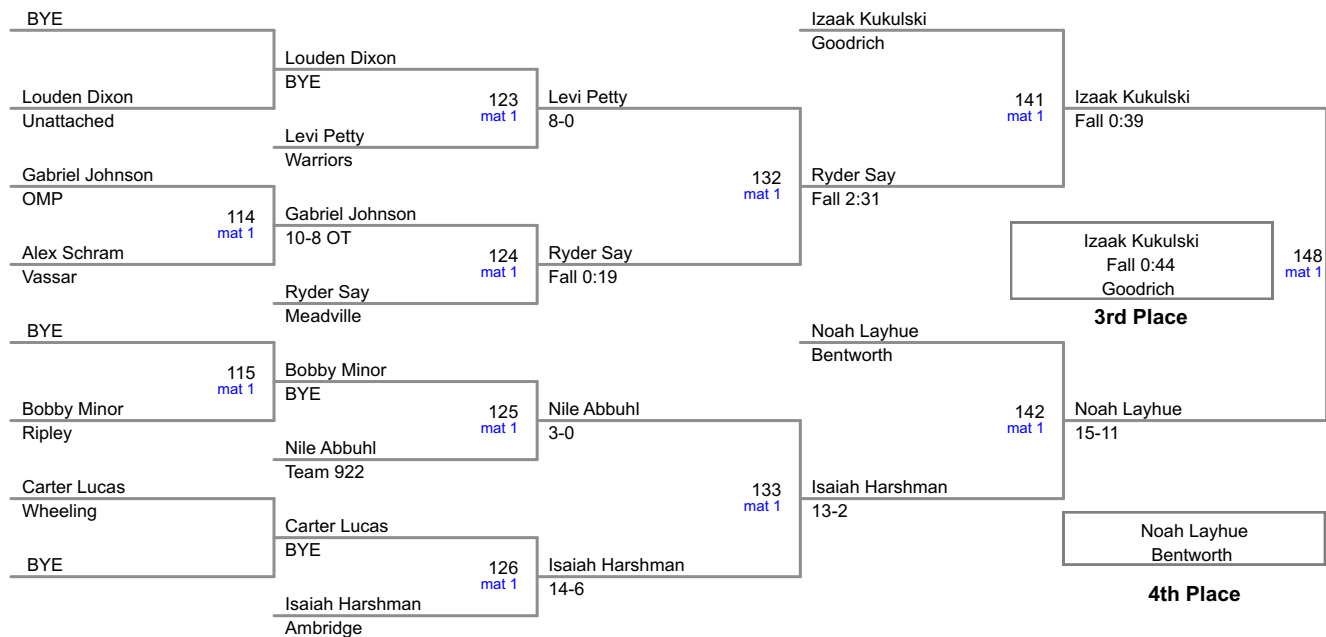 BYE
Louden Dixon
Unattached
Gabriel Johnson
OMP
114
mat 1
Alex Schram
Vassar
BYE
115
mat 1
Bobby Minor
Ripley
Carter Lucas
Wheeling
BYE
Louden Dixon
BYE
123
mat 1
Levi Petty
Warriors
Gabriel Johnson
10-8 OT
124
mat 1
Ryder Say
Meadville
Bobby Minor
BYE
125
mat 1
Nile Abbuhl
Team 922
Carter Lucas
BYE
126
mat 1
Isaiah Harshman
Ambridge
Levi Petty
8-0
132
mat 1
Ryder Say
Fall 0:19
Nile Abbuhl
3-0
133
mat 1
Isaiah Harshman
14-6
Izaak Kukulski
Goodrich
141
mat 1
Ryder Say
Fall 2:31
Noah Layhue
Bentworth
142
mat 1
Isaiah Harshman
13-2
Izaak Kukulski
Fall 0:39
Izaak Kukulski
Fall 0:44
Goodrich
148
mat 1
3rd Place
Noah Layhue
15-11
Noah Layhue
Bentworth
4th Place